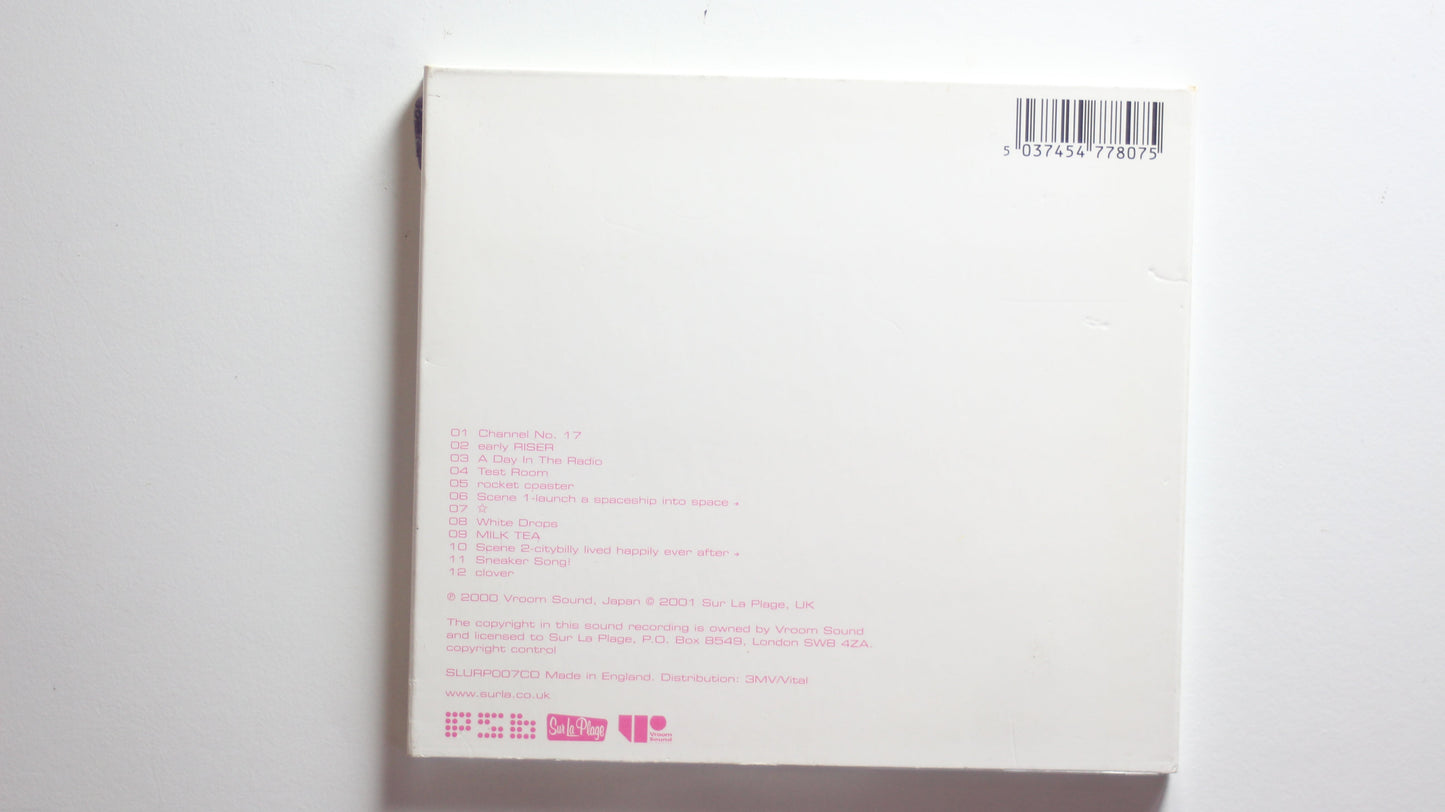 5 037454 778075
01 Channel No. 17
02 early RISER
03 A Day In The Radio
04 Test Room
05 rocket coaster
06 Scene 1-launch a spaceship into space →
07 ☆
08 White Drops
09 MILK TEA
10 Scene 2-citybilly lived happily ever after →
11 Sneaker Song!
12 clover
℗ 2000 Vroom Sound, Japan © 2001 Sur La Plage, UK
The copyright in this sound recording is owned by Vroom Sound
and licensed to Sur La Plage, P.O. Box 8549, London SW8 4ZA.
copyright control
SLURP007CD Made in England. Distribution: 3MV/Vital
www.surla.co.uk
PSb
Sur La Plage
Vroom
Sound